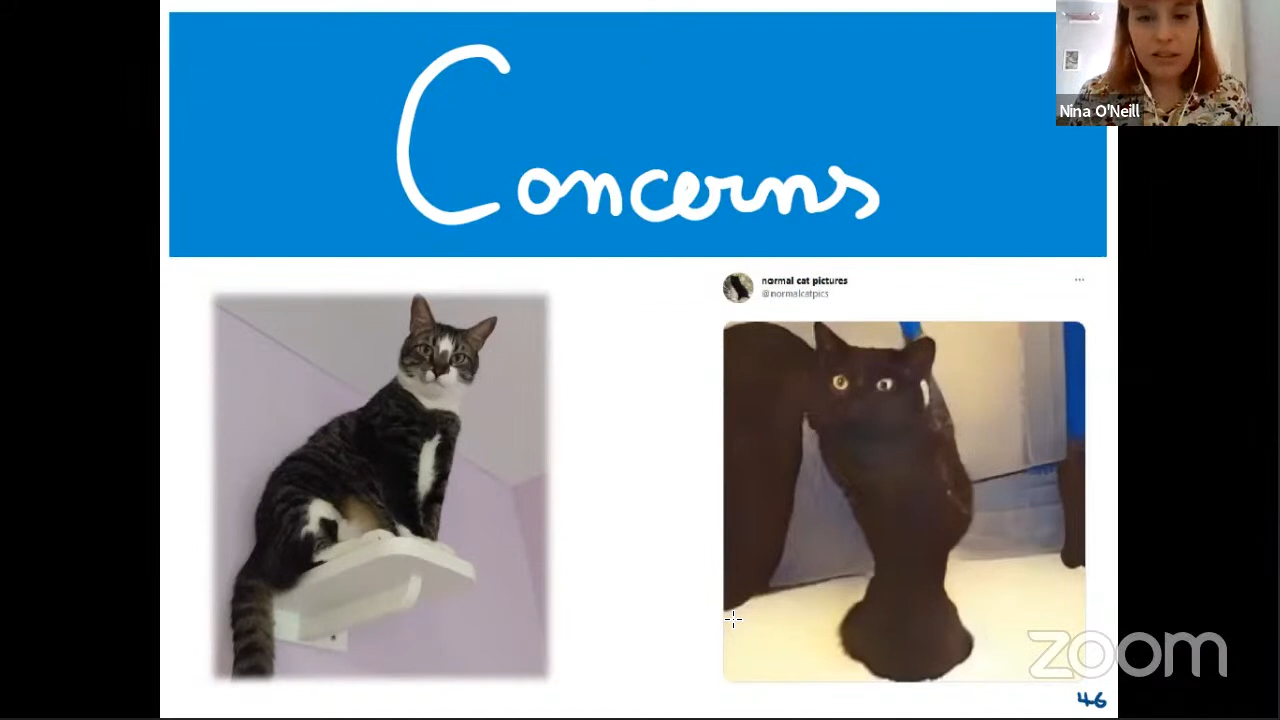 Concerns
Nina O'Neill
normal cat pictures
@normalcatpics
zoom
46